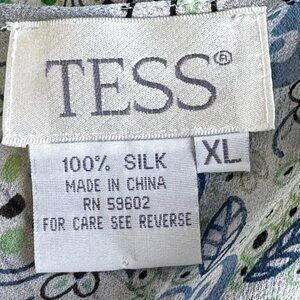 TESS®
XL
100% SILK
MADE IN CHINA
RN 59602
FOR CARE SEE REVERSE